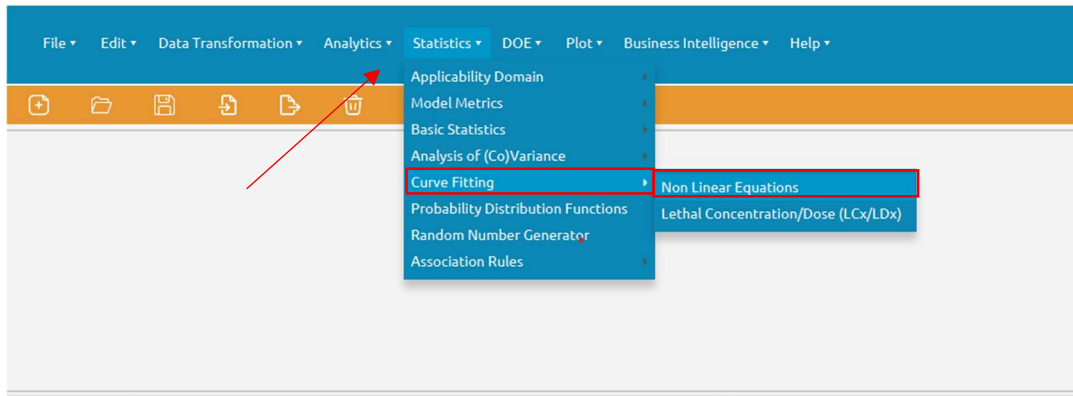 File Edit Data Transformation Analytics Statistics DOE Plot Business Intelligence Help
Applicability Domain
Model Metrics
Basic Statistics
Analysis of (Co)Variance
Curve Fitting
Non Linear Equations
Probability Distribution Functions
Lethal Concentration/Dose (LCx/LDx)
Random Number Generator
Association Rules